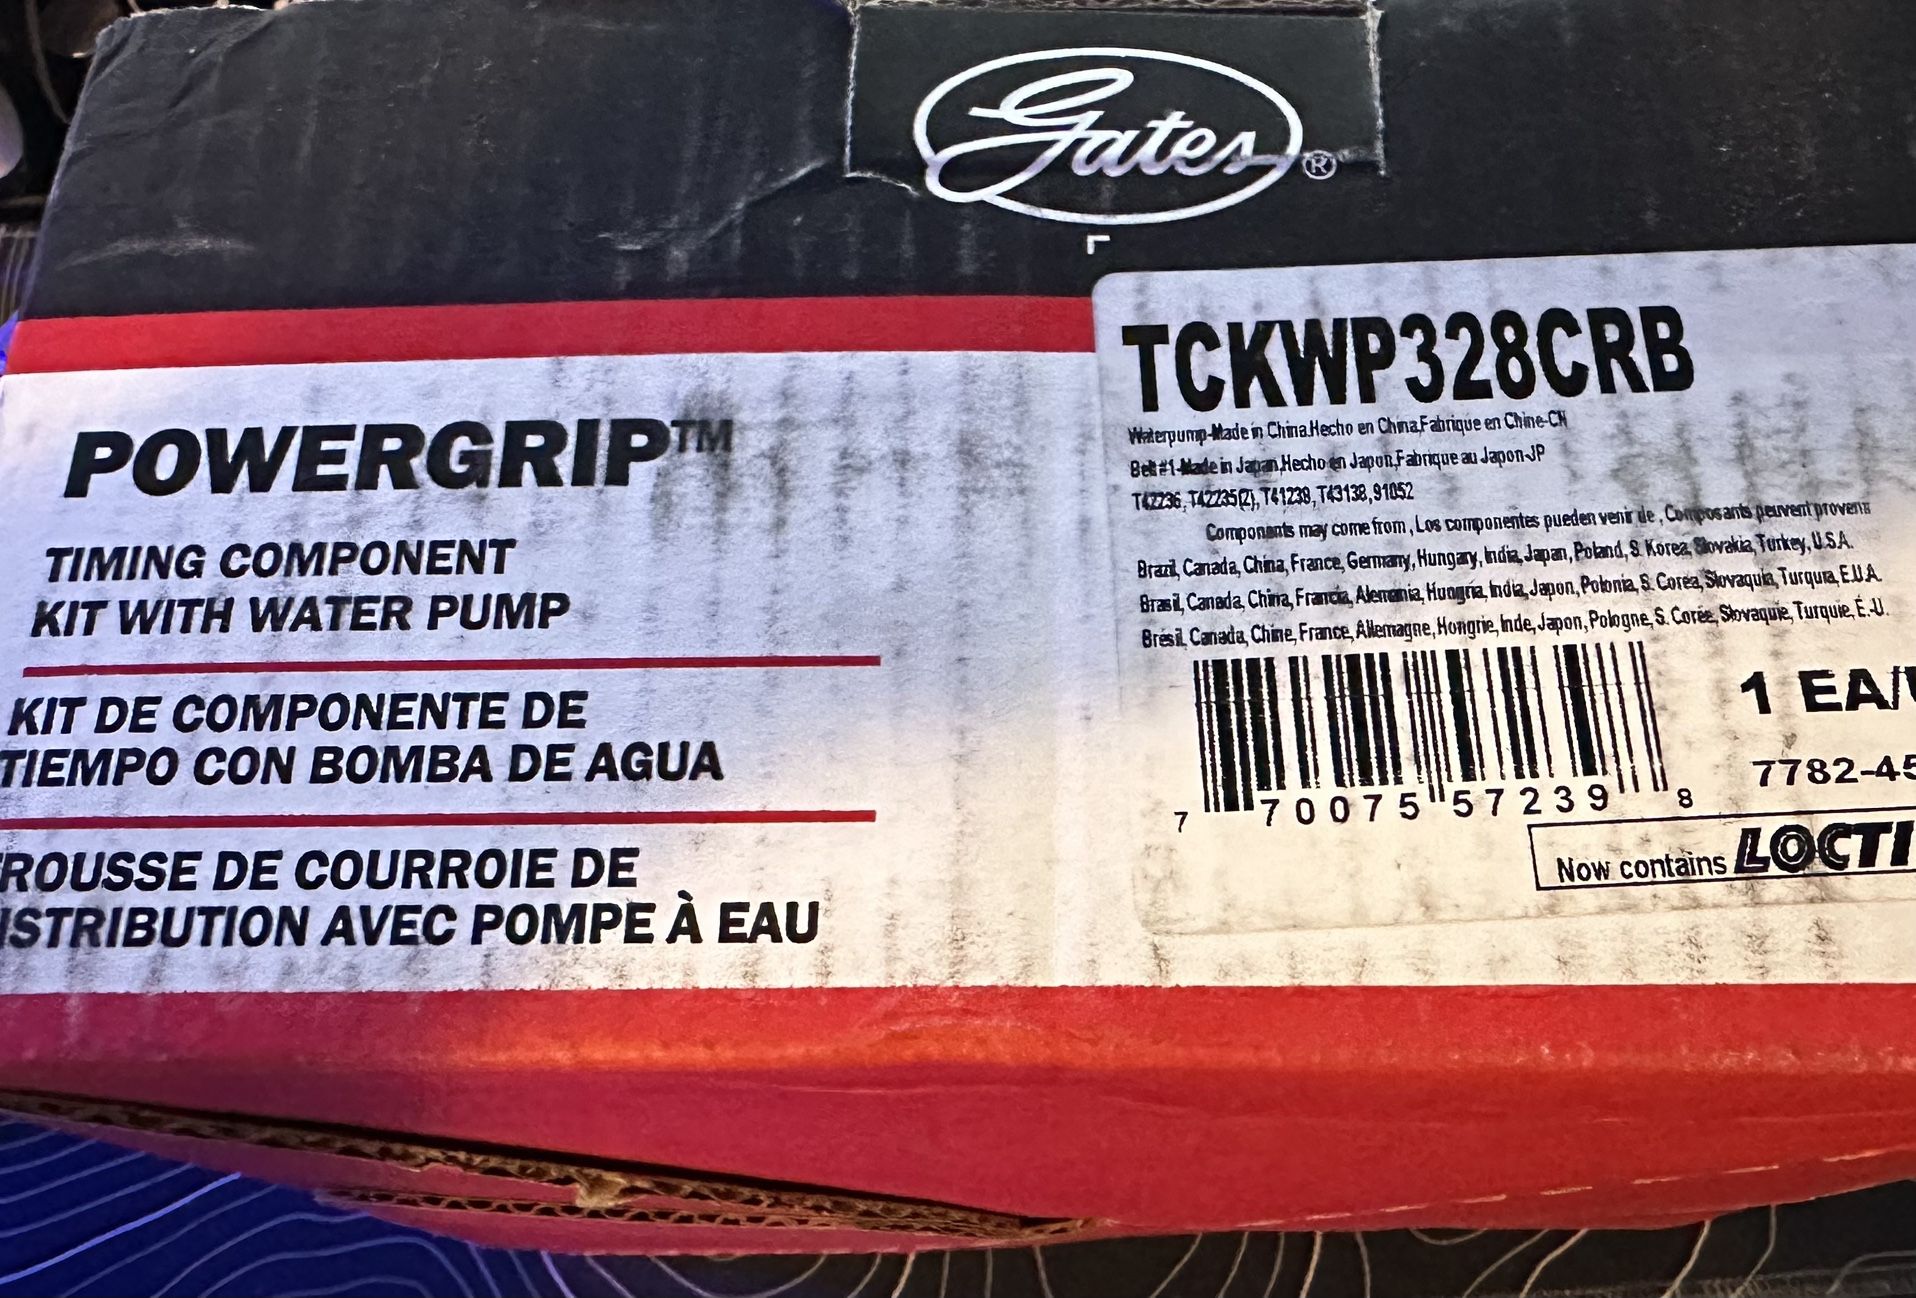 Gates®
POWERGRIP™
TIMING COMPONENT
KIT WITH WATER PUMP
KIT DE COMPONENTE DE
TIEMPO CON BOMBA DE AGUA
ROUSSE DE COURROIE DE
ISTRIBUTION AVEC POMPE À EAU
TCKWP328CRB
Waterpump-Made in China,Hecho en China,Fabrique en Chine-CN
Belt#1-Made in Japan,Hecho en Japon,Fabrique au Japon-JP
T42236, T42235(2), T41238, T43138, 91052
Components may come from , Los componentes pueden venir de , Composants peuvent provenir
Brazil, Canada, China, France, Germany, Hungary, India, Japan, Poland, S. Korea, Slovakia, Turkey, U.S.A.
Brasil, Canada, China, Francia, Alemania, Hungria, India, Japon, Polonia, S. Corea, Slovaquia, Turquia, E.U.A.
Brésil, Canada, Chine, France, Allemagne, Hongrie, Inde, Japon, Pologne, S. Corée, Slovaquie, Turquie, É.-U.
1 EA/
7782-45
7 70075 57239 8
Now contains LOCTI